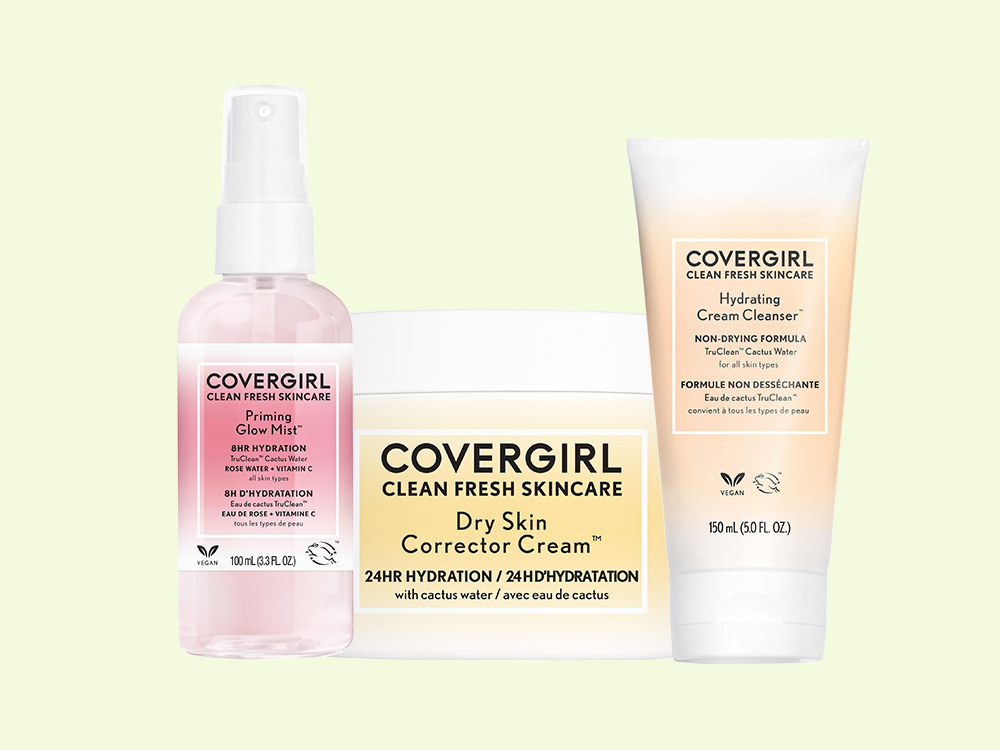 COVERGIRL
CLEAN FRESH SKINCARE
Priming
Glow Mist™
8HR HYDRATION
TruClean™ Cactus Water
ROSE WATER + VITAMIN C
all skin types
8H D'HYDRATATION
Eau de cactus TruClean™
EAU DE ROSE + VITAMINE C
tous les types de peau
VEGAN
100 mL (3.3 FL. OZ.)
™
COVERGIRL
CLEAN FRESH SKINCARE
Dry Skin
Corrector Cream™
24HR HYDRATION / 24H D'HYDRATATION
with cactus water / avec eau de cactus
COVERGIRL
CLEAN FRESH SKINCARE
Hydrating
Cream Cleanser™
NON-DRYING FORMULA
TruClean™ Cactus Water
for all skin types
FORMULE NON DESSÉCHANTE
Eau de cactus TruClean™
convient à tous les types de peau
VEGAN
150 mL (5.0 FL. OZ.)